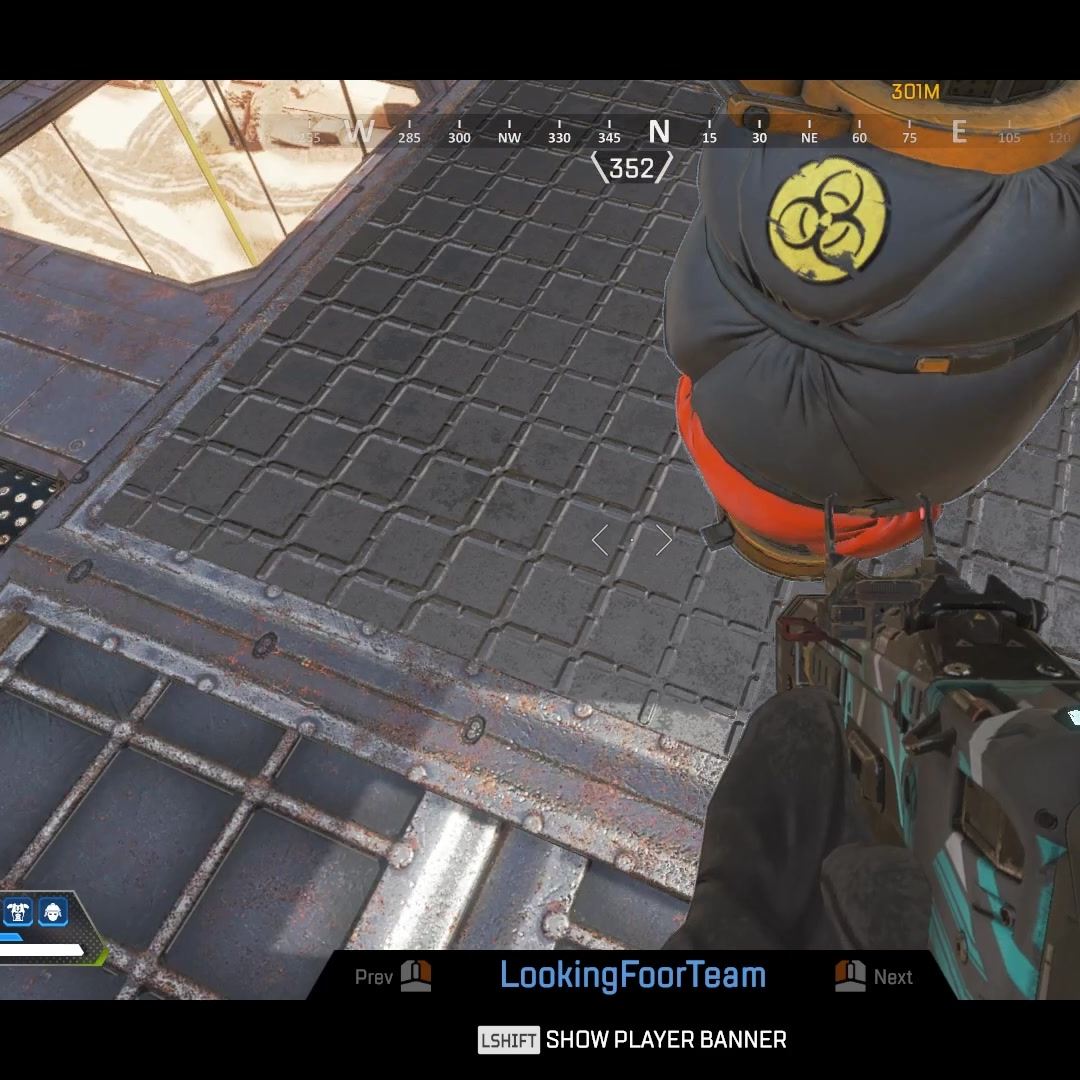 301M
255 W 285 300 NW 330 345 N 15 30 NE 60 75 E 105 120
352
Prev LookingFoorTeam Next
LSHIFT SHOW PLAYER BANNER